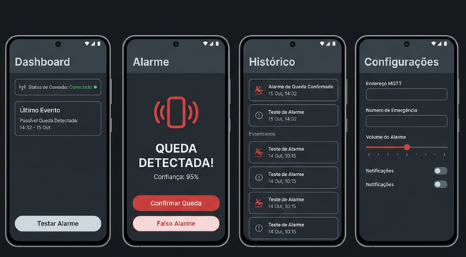 Dashboard
Status de Conexão: Conectado
Último Evento
Possível Queda Detectada:
14:32 - 15 Out
Testar Alarme
Alarme
QUEDA
DETECTADA!
Confiança: 95%
Confirmar Queda
Falso Alarme
Histórico
Alarme de Queda Confirmado
15 Out, 14:32
Teste de Alarme
15 Out, 14:32
Teste de Alarme
14 Out, 10:15
Teste de Alarme
14 Out, 10:15
Teste de Alarme
14 Out, 10:15
Teste de Alarme
14 Out, 10:15
Configurações
Endereço MGTT
Número de Emergência
Volume do Alarme
Notificações
Notificações